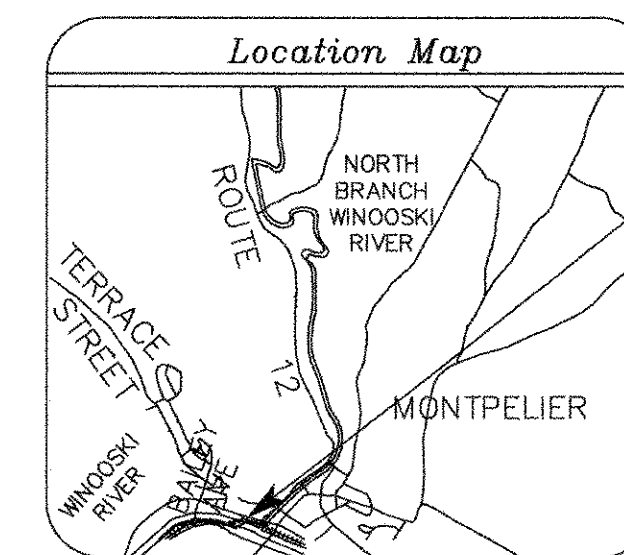 Location Map
ROUTE
12
NORTH
BRANCH
WINOOSKI
RIVER
TERRACE
STREET
MONTPELIER
WINOOSKI
RIVER
BAILEY
AVE